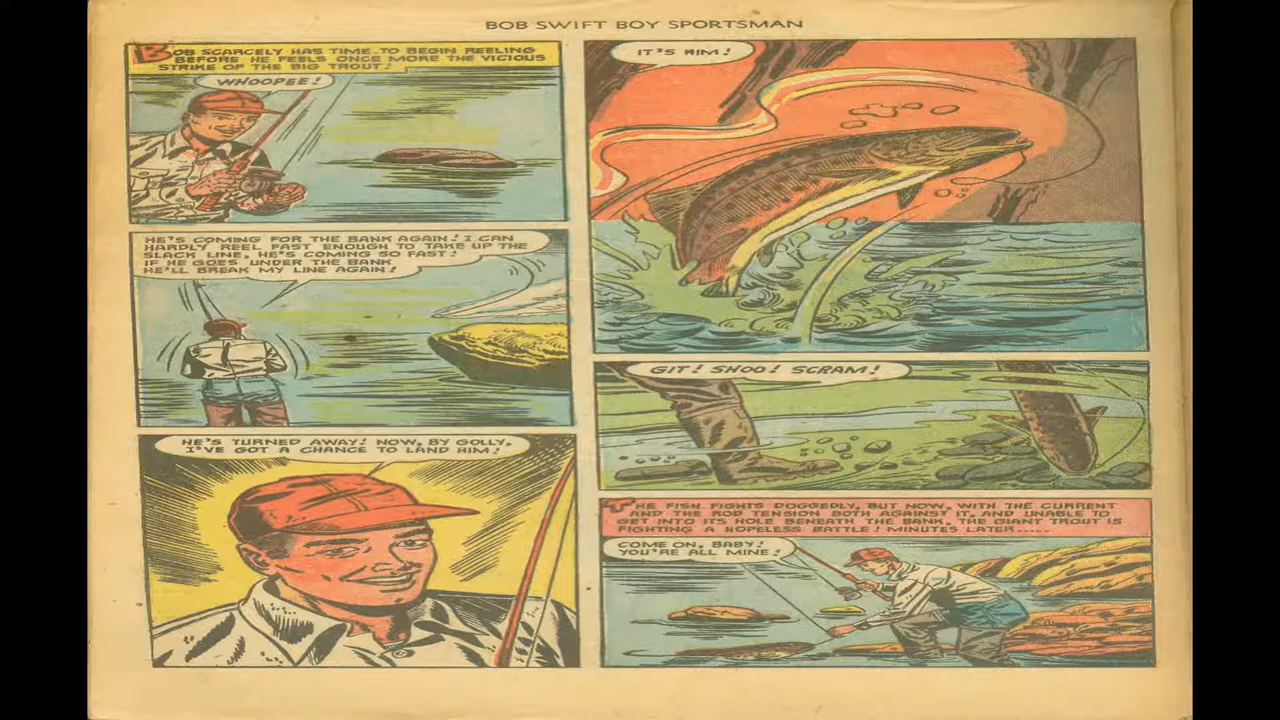 BOB SWIFT BOY SPORTSMAN
BOB SCARCELY HAS TIME TO BEGIN REELING
BEFORE HE FEELS ONCE MORE THE VICIOUS
STRIKE OF THE BIG TROUT!
WHOOPEE!
HE'S COMING FOR THE BANK AGAIN! I CAN
HARDLY REEL FAST ENOUGH TO TAKE UP THE
SLACK LINE, HE'S COMING SO FAST!
IF HE GOES UNDER THE BANK
HE'LL BREAK MY LINE AGAIN!
HE'S TURNED AWAY! NOW, BY GOLLY,
I'VE GOT A CHANCE TO LAND HIM!
IT'S HIM!
GIT! SHOO! SCRAM!
THE FISH FIGHTS DOGGEDLY, BUT NOW, WITH THE CURRENT
AND THE ROD TENSION BOTH AGAINST IT, AND UNABLE TO
GET INTO ITS HOLE BENEATH THE BANK, THE GIANT TROUT IS
FIGHTING A HOPELESS BATTLE! MINUTES LATER.....
COME ON, BABY!
YOU'RE ALL MINE!